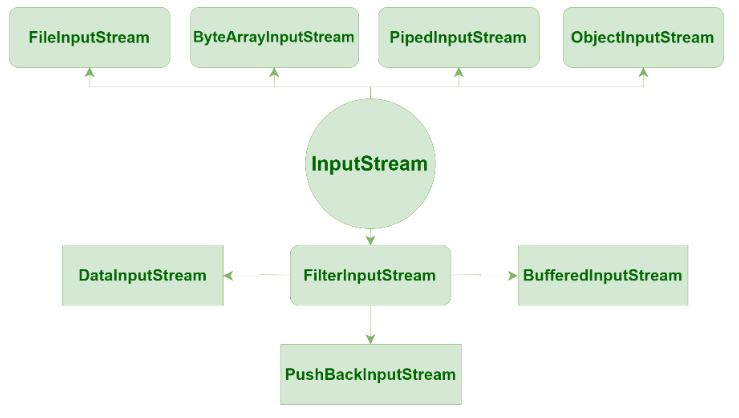 FileInputStream
ByteArrayInputStream
PipedInputStream
ObjectInputStream
InputStream
DataInputStream
FilterInputStream
BufferedInputStream
PushBackInputStream